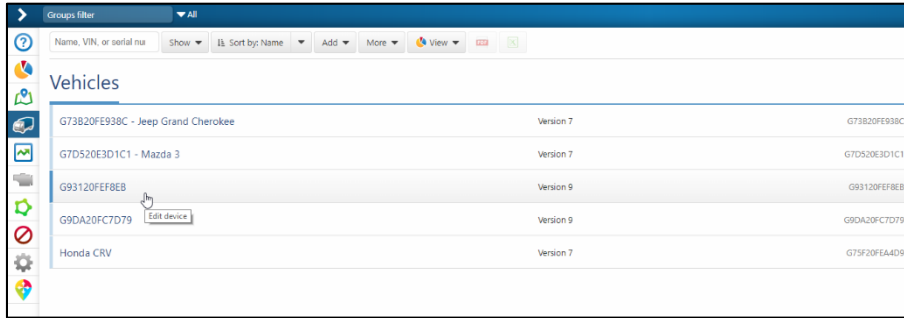 Groups filter All
Name, VIN, or serial nur Show Sort by: Name Add More View
Vehicles
G73B20FE938C - Jeep Grand Cherokee Version 7 G73B20FE938C
G7D520E3D1C1 - Mazda 3 Version 7 G7D520E3D1C1
G93120FEF8EB Version 9 G93120FEF8EB
Edit device
G9DA20FC7D79 Version 9 G9DA20FC7D79
Honda CRV Version 7 G75F20FEA4D9